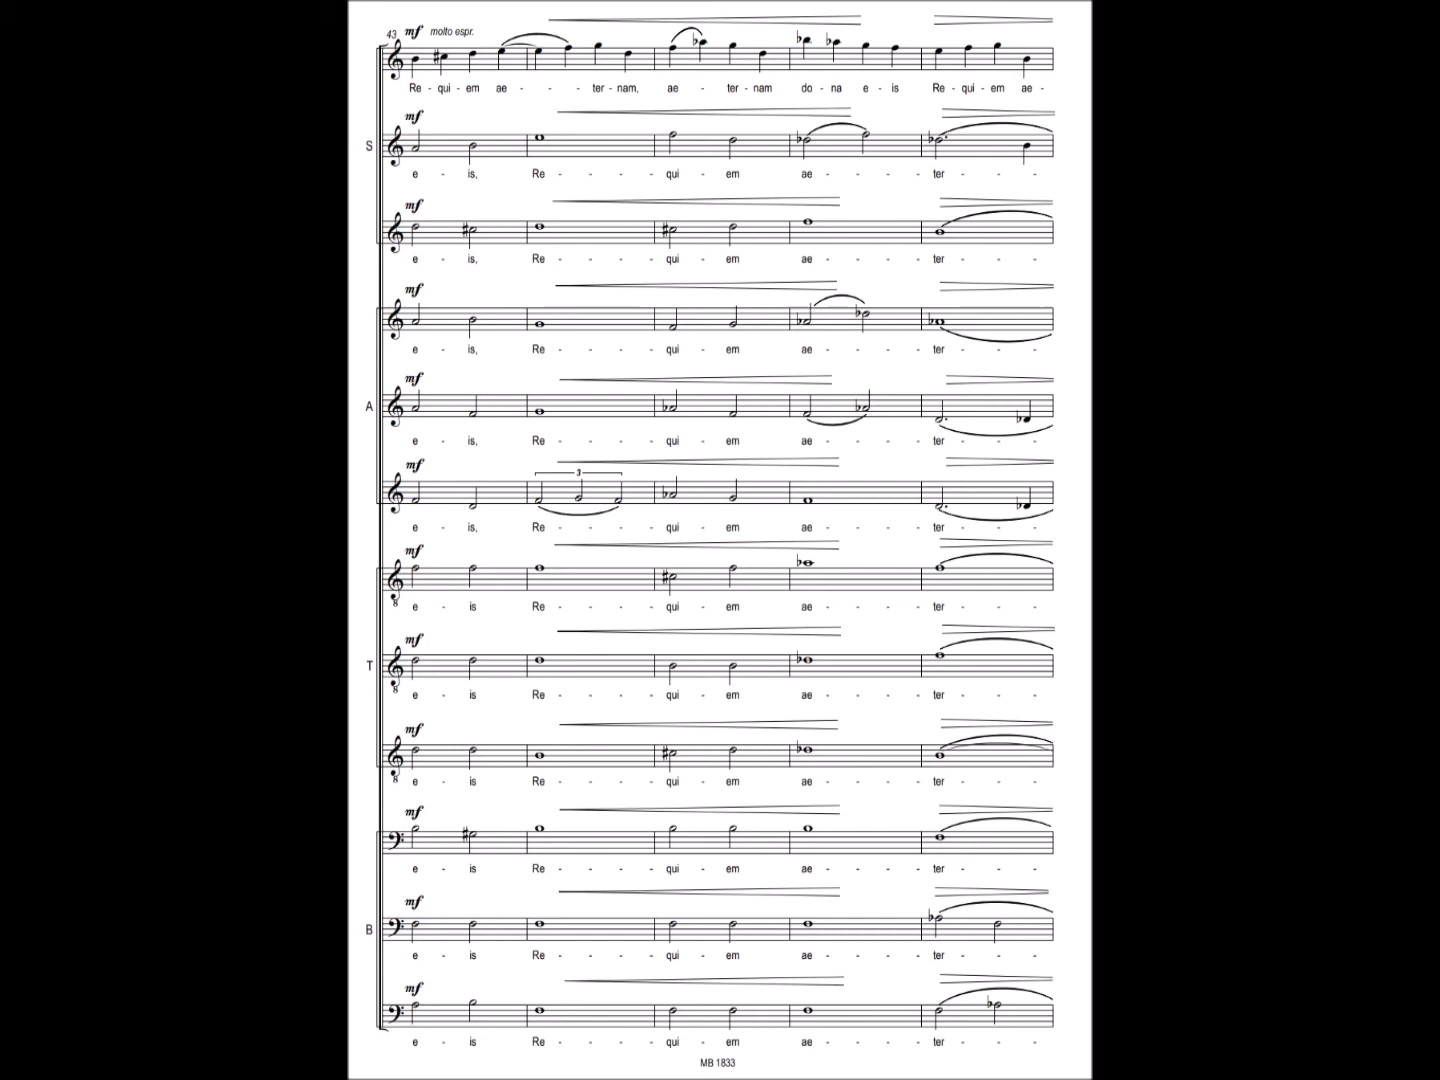 43 mf molto espr.
Re - qui - em ae - - - ter - nam, ae - ter - nam do - na e - is Re - qui - em ae -
mf
S
e - is, Re - - - qui - em ae - - - ter - - -
mf
e - is, Re - - - qui - em ae - - - ter - - -
mf
e - is, Re - - - qui - em ae - - - ter - - -
mf
A
e - is, Re - - - qui - em ae - - - ter - - -
mf
3
e - is, Re - - - qui - em ae - - - ter - - -
mf
8
e - is Re - - - qui - em ae - - - ter - - -
mf
T
8
e - is Re - - - qui - em ae - - - ter - - -
mf
8
e - is Re - - - qui - em ae - - - ter - - -
mf
e - is Re - - - qui - em ae - - - ter - - -
mf
B
e - is Re - - - qui - em ae - - - ter - - -
mf
e - is Re - - - qui - em ae - - - ter - - -
MB 1833